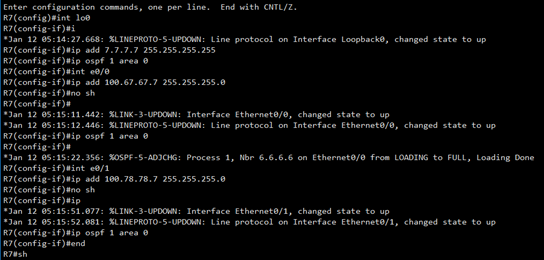 Enter configuration commands, one per line.  End with CNTL/Z.
R7(config)#int lo0
R7(config-if)#i
*Jan 12 05:14:27.668: %LINEPROTO-5-UPDOWN: Line protocol on Interface Loopback0, changed state to up
R7(config-if)#ip add 7.7.7.7 255.255.255.255
R7(config-if)#ip ospf 1 area 0
R7(config-if)#int e0/0
R7(config-if)#ip add 100.67.67.7 255.255.255.0
R7(config-if)#no sh
R7(config-if)#
*Jan 12 05:15:11.442: %LINK-3-UPDOWN: Interface Ethernet0/0, changed state to up
*Jan 12 05:15:12.446: %LINEPROTO-5-UPDOWN: Line protocol on Interface Ethernet0/0, changed state to up
R7(config-if)#ip ospf 1 area 0
R7(config-if)#
*Jan 12 05:15:22.356: %OSPF-5-ADJCHG: Process 1, Nbr 6.6.6.6 on Ethernet0/0 from LOADING to FULL, Loading Done
R7(config-if)#int e0/1
R7(config-if)#ip add 100.78.78.7 255.255.255.0
R7(config-if)#no sh
R7(config-if)#ip
*Jan 12 05:15:51.077: %LINK-3-UPDOWN: Interface Ethernet0/1, changed state to up
*Jan 12 05:15:52.081: %LINEPROTO-5-UPDOWN: Line protocol on Interface Ethernet0/1, changed state to up
R7(config-if)#ip ospf 1 area 0
R7(config-if)#end
R7#sh